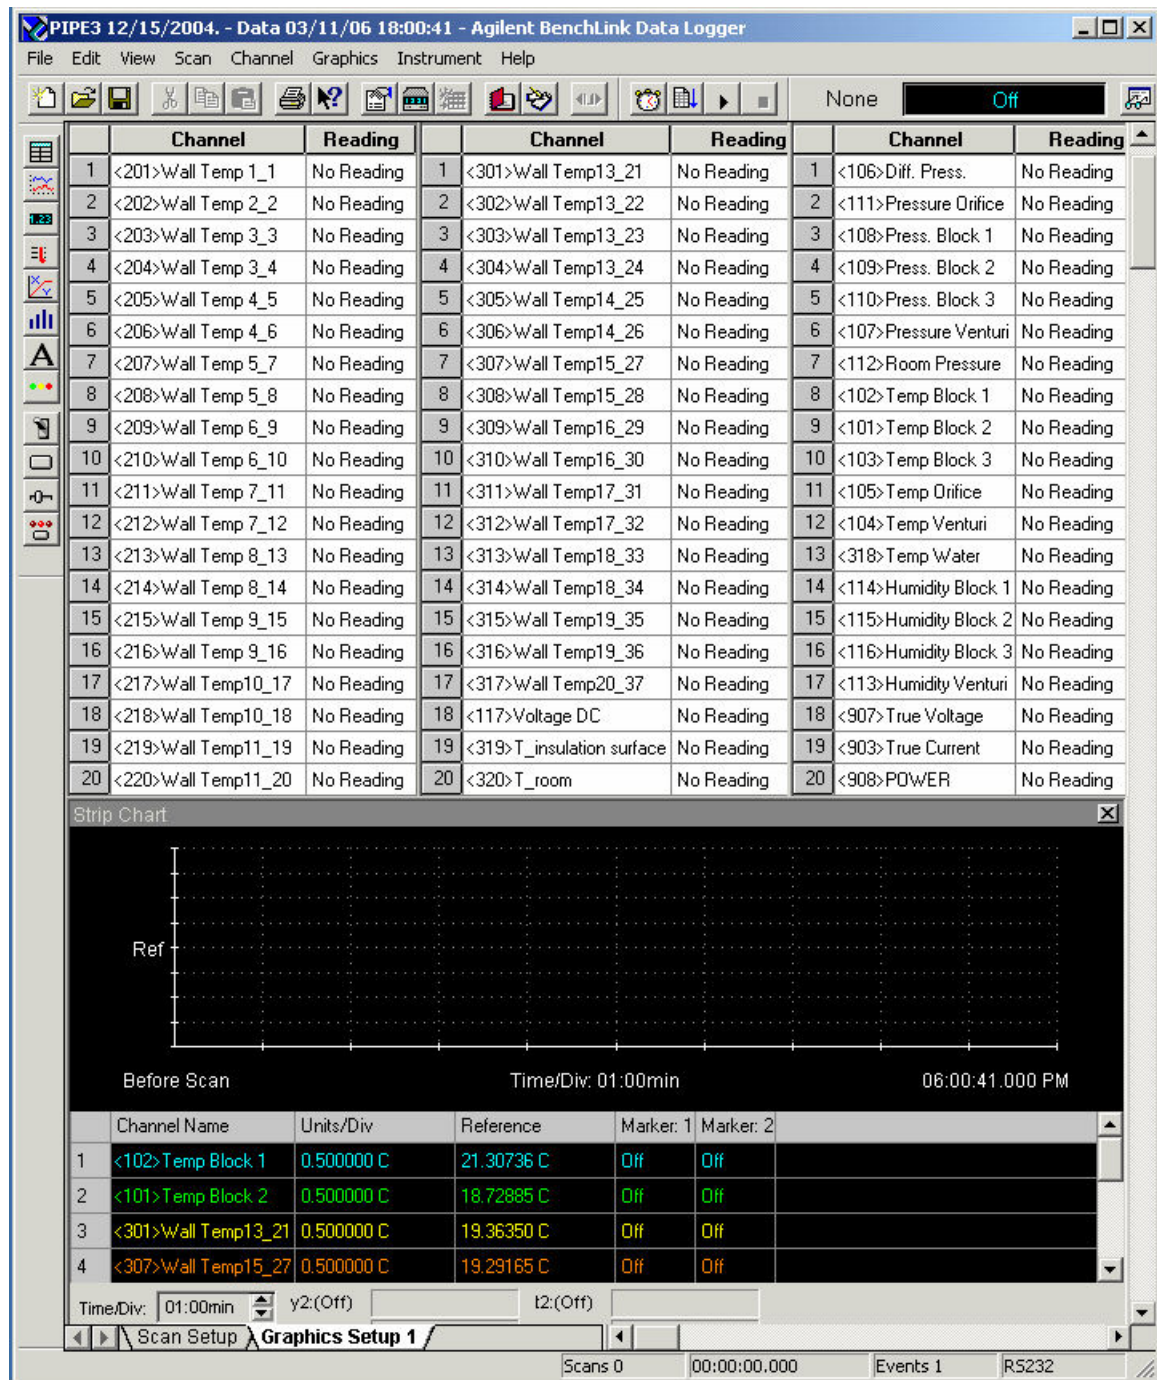 PIPE3 12/15/2004. - Data 03/11/06 18:00:41 - Agilent BenchLink Data Logger
File Edit View Scan Channel Graphics Instrument Help
None Off
Channel Reading Channel Reading Channel Reading
1 <201>Wall Temp 1_1 No Reading 1 <301>Wall Temp13_21 No Reading 1 <106>Diff. Press. No Reading
2 <202>Wall Temp 2_2 No Reading 2 <302>Wall Temp13_22 No Reading 2 <111>Pressure Orifice No Reading
3 <203>Wall Temp 3_3 No Reading 3 <303>Wall Temp13_23 No Reading 3 <108>Press. Block 1 No Reading
4 <204>Wall Temp 3_4 No Reading 4 <304>Wall Temp13_24 No Reading 4 <109>Press. Block 2 No Reading
5 <205>Wall Temp 4_5 No Reading 5 <305>Wall Temp14_25 No Reading 5 <110>Press. Block 3 No Reading
6 <206>Wall Temp 4_6 No Reading 6 <306>Wall Temp14_26 No Reading 6 <107>Pressure Venturi No Reading
7 <207>Wall Temp 5_7 No Reading 7 <307>Wall Temp15_27 No Reading 7 <112>Room Pressure No Reading
8 <208>Wall Temp 5_8 No Reading 8 <308>Wall Temp15_28 No Reading 8 <102>Temp Block 1 No Reading
9 <209>Wall Temp 6_9 No Reading 9 <309>Wall Temp16_29 No Reading 9 <101>Temp Block 2 No Reading
10 <210>Wall Temp 6_10 No Reading 10 <310>Wall Temp16_30 No Reading 10 <103>Temp Block 3 No Reading
11 <211>Wall Temp 7_11 No Reading 11 <311>Wall Temp17_31 No Reading 11 <105>Temp Orifice No Reading
12 <212>Wall Temp 7_12 No Reading 12 <312>Wall Temp17_32 No Reading 12 <104>Temp Venturi No Reading
13 <213>Wall Temp 8_13 No Reading 13 <313>Wall Temp18_33 No Reading 13 <318>Temp Water No Reading
14 <214>Wall Temp 8_14 No Reading 14 <314>Wall Temp18_34 No Reading 14 <114>Humidity Block 1 No Reading
15 <215>Wall Temp 9_15 No Reading 15 <315>Wall Temp19_35 No Reading 15 <115>Humidity Block 2 No Reading
16 <216>Wall Temp 9_16 No Reading 16 <316>Wall Temp19_36 No Reading 16 <116>Humidity Block 3 No Reading
17 <217>Wall Temp10_17 No Reading 17 <317>Wall Temp20_37 No Reading 17 <113>Humidity Venturi No Reading
18 <218>Wall Temp10_18 No Reading 18 <117>Voltage DC No Reading 18 <907>True Voltage No Reading
19 <219>Wall Temp11_19 No Reading 19 <319>T_insulation surface No Reading 19 <903>True Current No Reading
20 <220>Wall Temp11_20 No Reading 20 <320>T_room No Reading 20 <908>POWER No Reading
Strip Chart
Ref
Before Scan Time/Div: 01:00min 06:00:41.000 PM
Channel Name Units/Div Reference Marker: 1 Marker: 2
1 <102>Temp Block 1 0.500000 C 21.30736 C Off Off
2 <101>Temp Block 2 0.500000 C 18.72885 C Off Off
3 <301>Wall Temp13_21 0.500000 C 19.36350 C Off Off
4 <307>Wall Temp15_27 0.500000 C 19.29165 C Off Off
Time/Div: 01:00min y2:(Off) t2:(Off)
Scan Setup Graphics Setup 1
Scans 0 00:00:00.000 Events 1 RS232